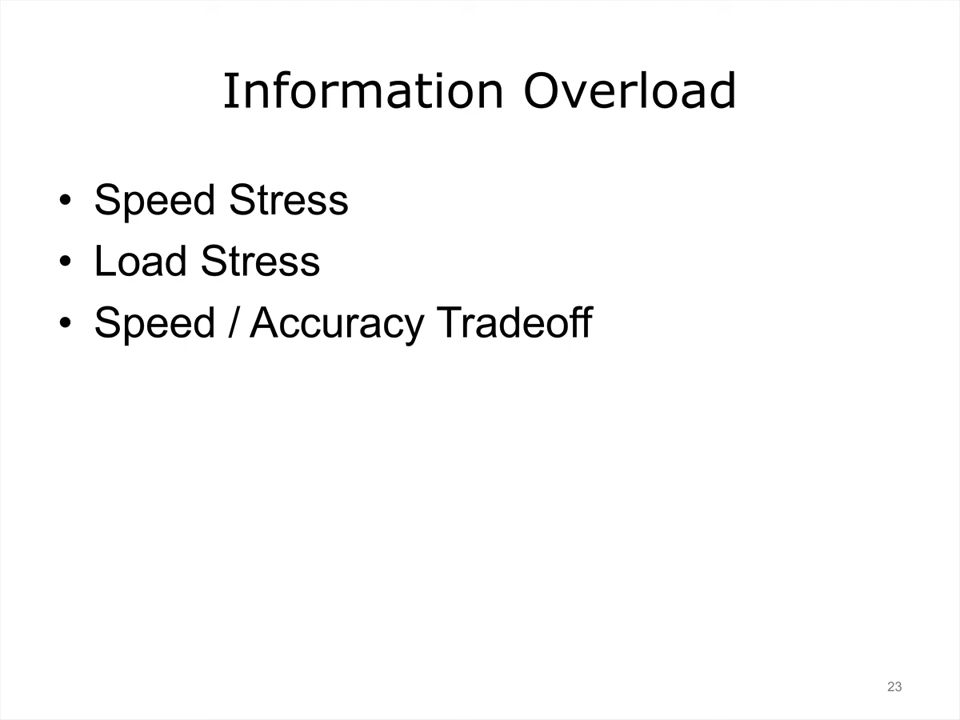 Information Overload
• Speed Stress
• Load Stress
• Speed / Accuracy Tradeoff
23